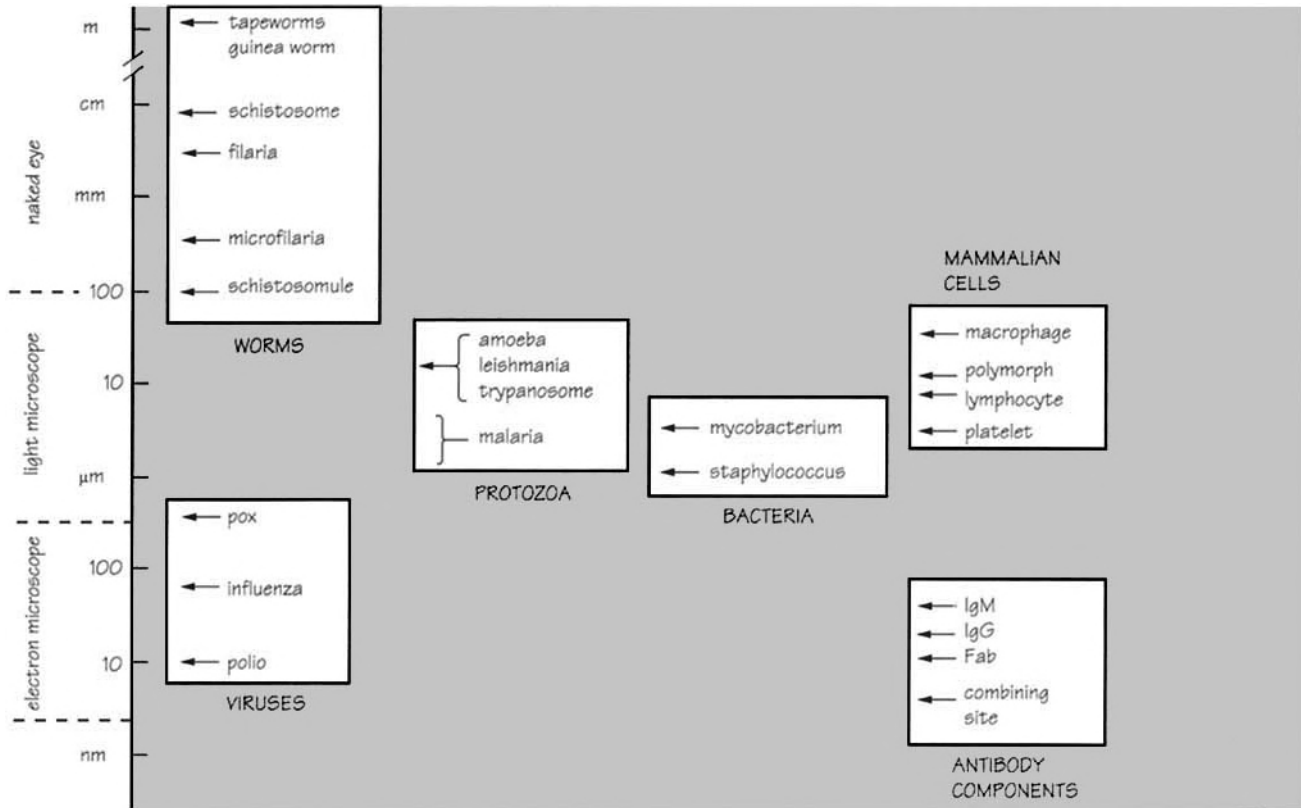 m
cm
mm
100
10
μm
100
10
nm
naked eye
light microscope
electron microscope
tapeworms
guinea worm
schistosome
filaria
microfilaria
schistosomule
WORMS
amoeba
leishmania
trypanosome
malaria
PROTOZOA
mycobacterium
staphylococcus
BACTERIA
MAMMALIAN
CELLS
macrophage
polymorph
lymphocyte
platelet
pox
influenza
polio
VIRUSES
IgM
IgG
Fab
combining
site
ANTIBODY
COMPONENTS